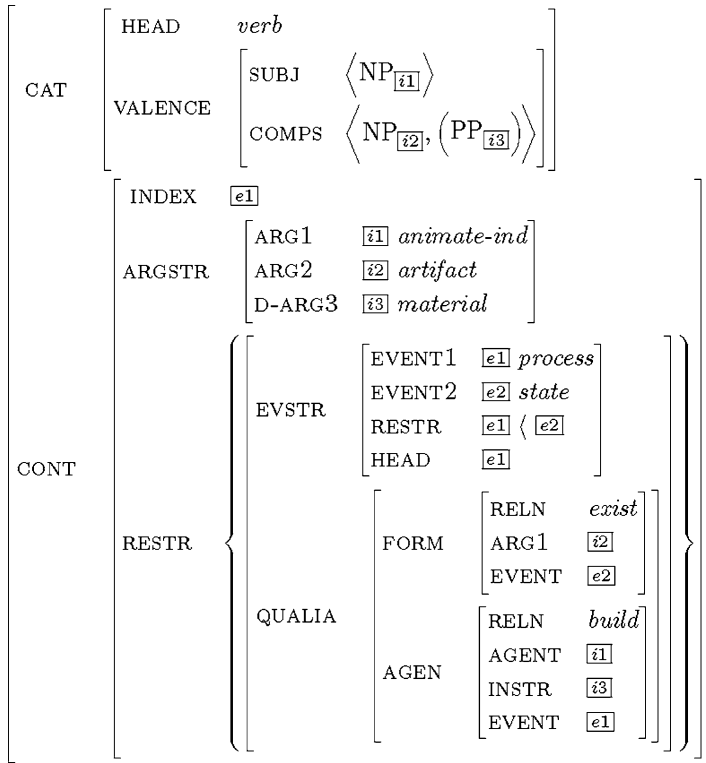 CAT
HEAD verb
VALENCE
SUBJ ⟨NP i1⟩
COMPS ⟨NP i2, (PP i3)⟩
CONT
INDEX e1
ARGSTR
ARG1 i1 animate-ind
ARG2 i2 artifact
D-ARG3 i3 material
RESTR
EVSTR
EVENT1 e1 process
EVENT2 e2 state
RESTR e1 ⟨ e2
HEAD e1
QUALIA
FORM
RELN exist
ARG1 i2
EVENT e2
AGEN
RELN build
AGENT i1
INSTR i3
EVENT e1